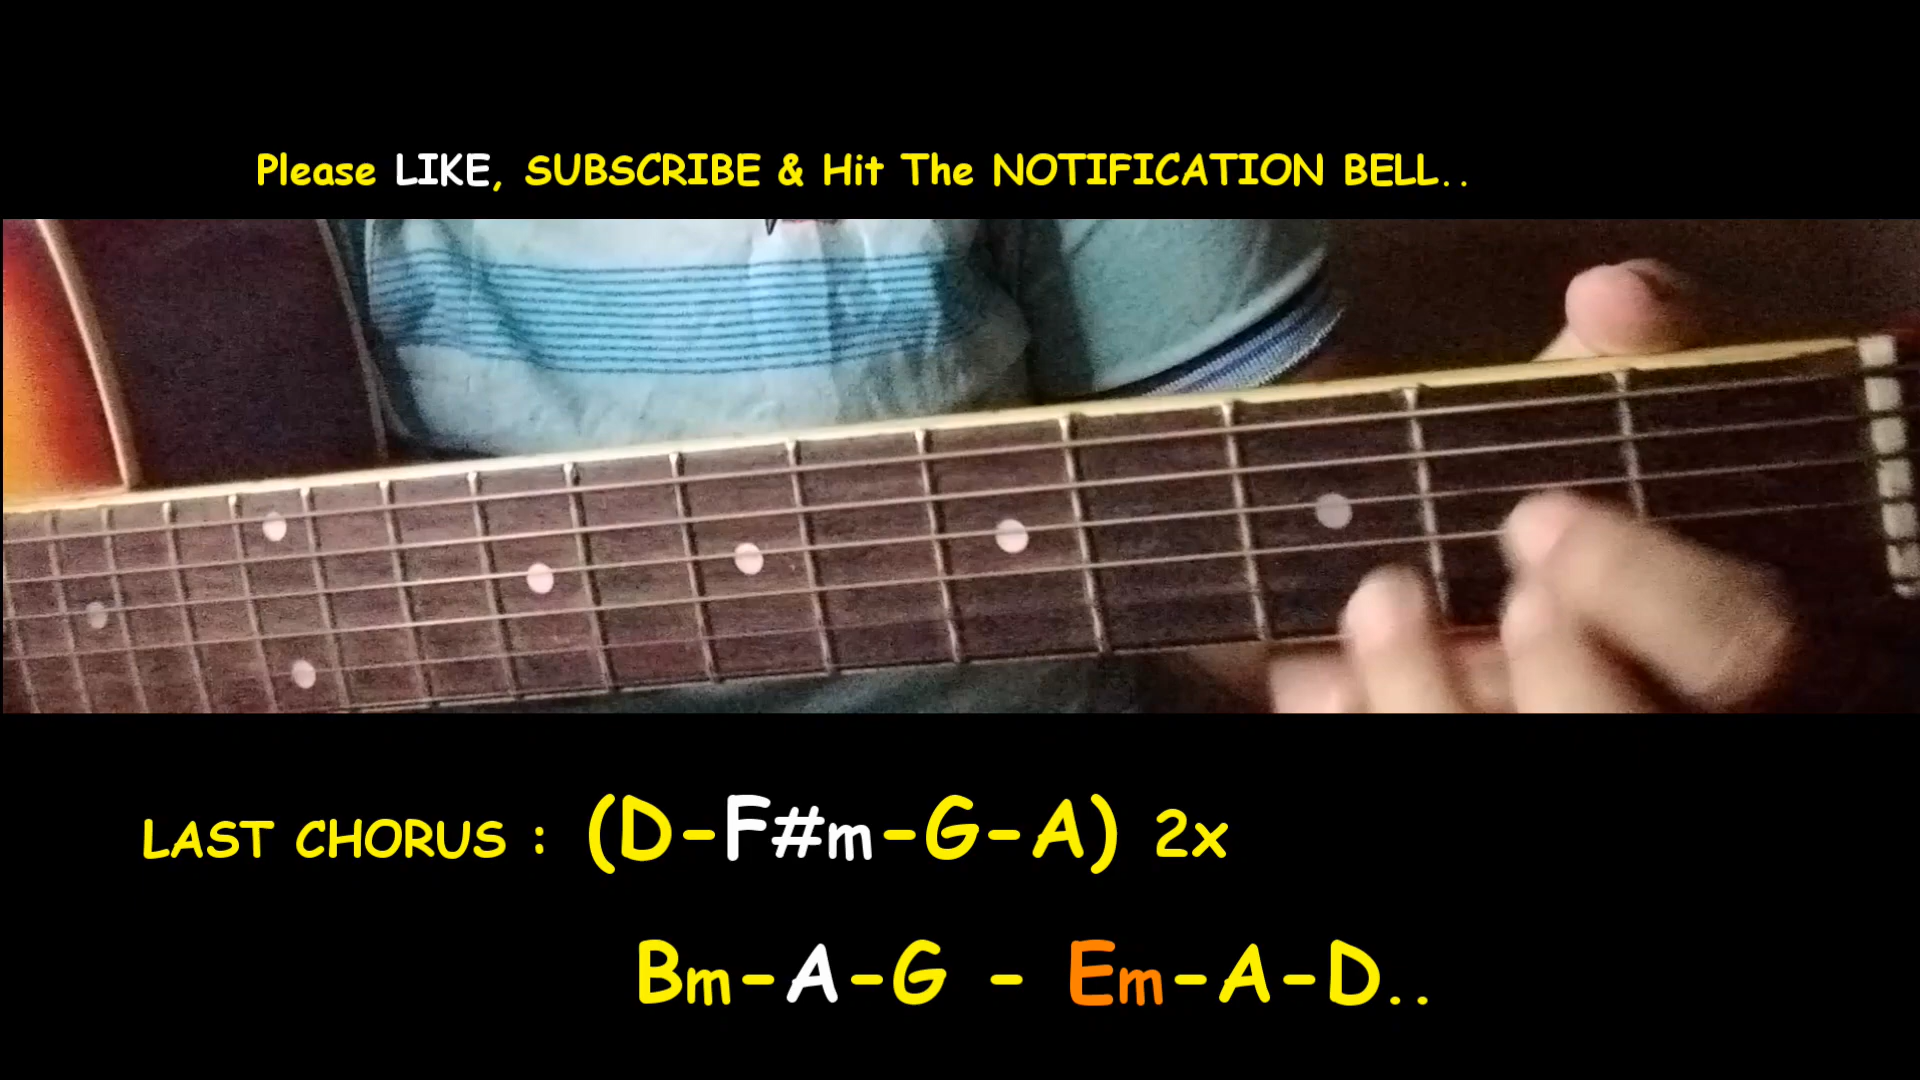 Please LIKE, SUBSCRIBE & Hit The NOTIFICATION BELL..
LAST CHORUS : (D-F#m-G-A) 2x
Bm-A-G - Em-A-D..